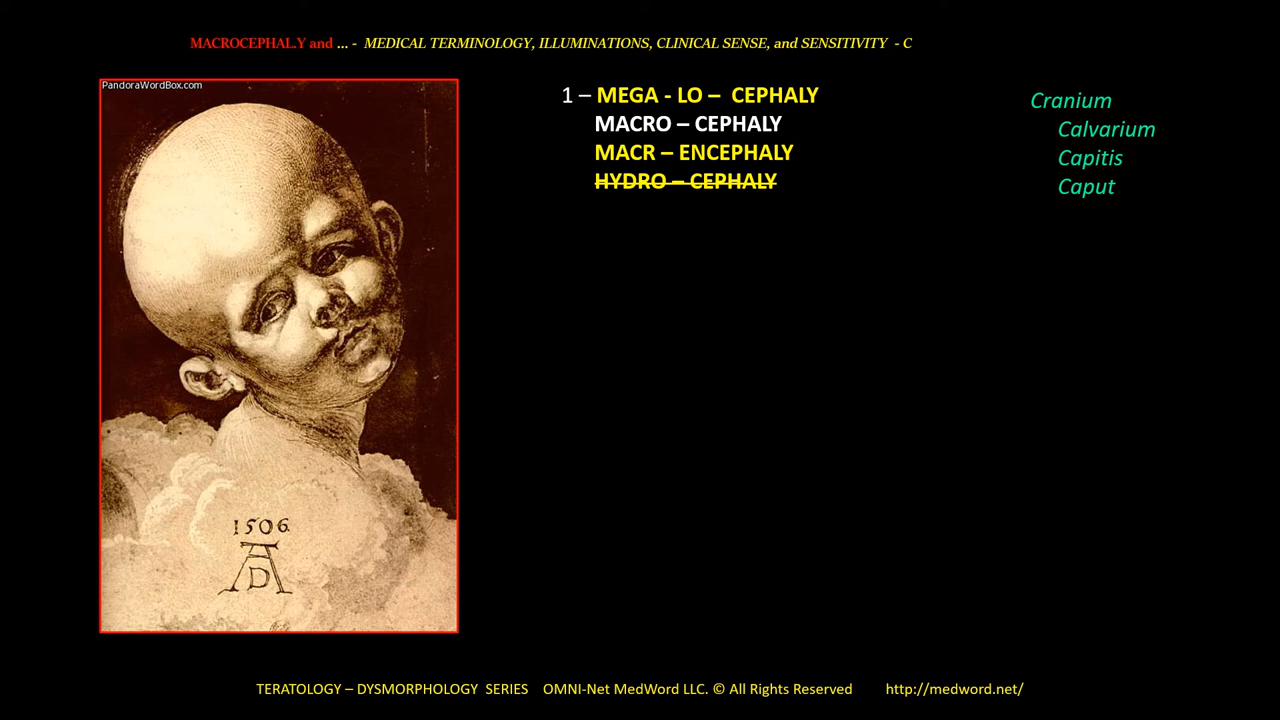 MACROCEPHAL.Y and ... - MEDICAL TERMINOLOGY, ILLUMINATIONS, CLINICAL SENSE, and SENSITIVITY - C
PandoraWordBox.com
1 – MEGA - LO – CEPHALY
MACRO – CEPHALY
MACR – ENCEPHALY
HYDRO – CEPHALY
Cranium
Calvarium
Capitis
Caput
1506
AD
TERATOLOGY – DYSMORPHOLOGY SERIES OMNI-Net MedWord LLC. © All Rights Reserved http://medword.net/